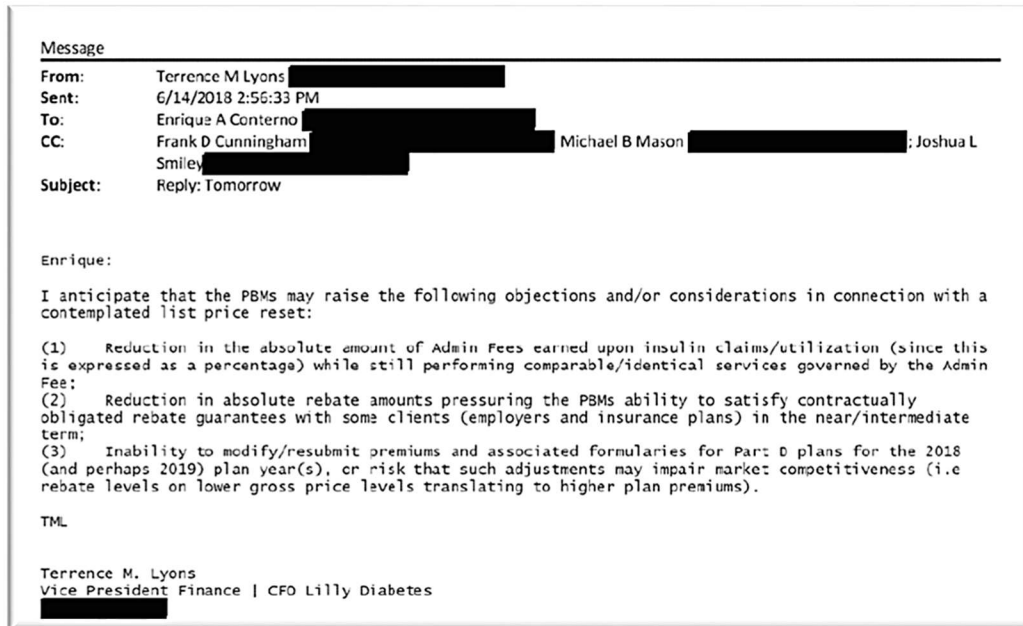 Message
From: Terrence M Lyons
Sent: 6/14/2018 2:56:33 PM
To: Enrique A Conterno
CC: Frank D Cunningham Michael B Mason ; Joshua L
Smiley
Subject: Reply: Tomorrow
Enrique:
I anticipate that the PBMs may raise the following objections and/or considerations in connection with a
contemplated list price reset:
(1) Reduction in the absolute amount of Admin Fees earned upon insulin claims/utilization (since this
is expressed as a percentage) while still performing comparable/identical services governed by the Admin
Fee;
(2) Reduction in absolute rebate amounts pressuring the PBMs ability to satisfy contractually
obligated rebate guarantees with some clients (employers and insurance plans) in the near/intermediate
term;
(3) Inability to modify/resubmit premiums and associated formularies for Part D plans for the 2018
(and perhaps 2019) plan year(s), or risk that such adjustments may impair market competitiveness (i.e
rebate levels on lower gross price levels translating to higher plan premiums).
TML
Terrence M. Lyons
Vice President Finance | CFO Lilly Diabetes